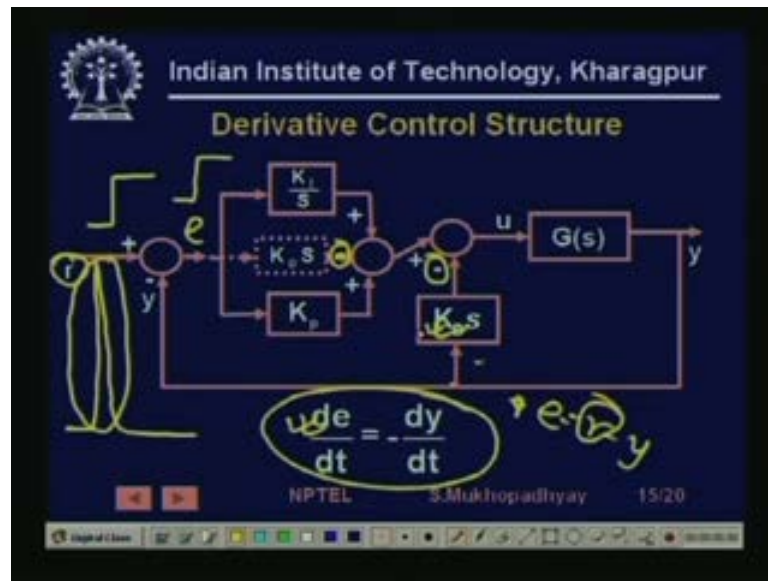 Indian Institute of Technology, Kharagpur
Derivative Control Structure
K_I
s
e
+
r
+
-
y
K_D s
+
K_p
+
+
-
u
G(s)
y
s
-
de/dt = - dy/dt
e
r
y
NPTEL S.Mukhopadhyay 15/20